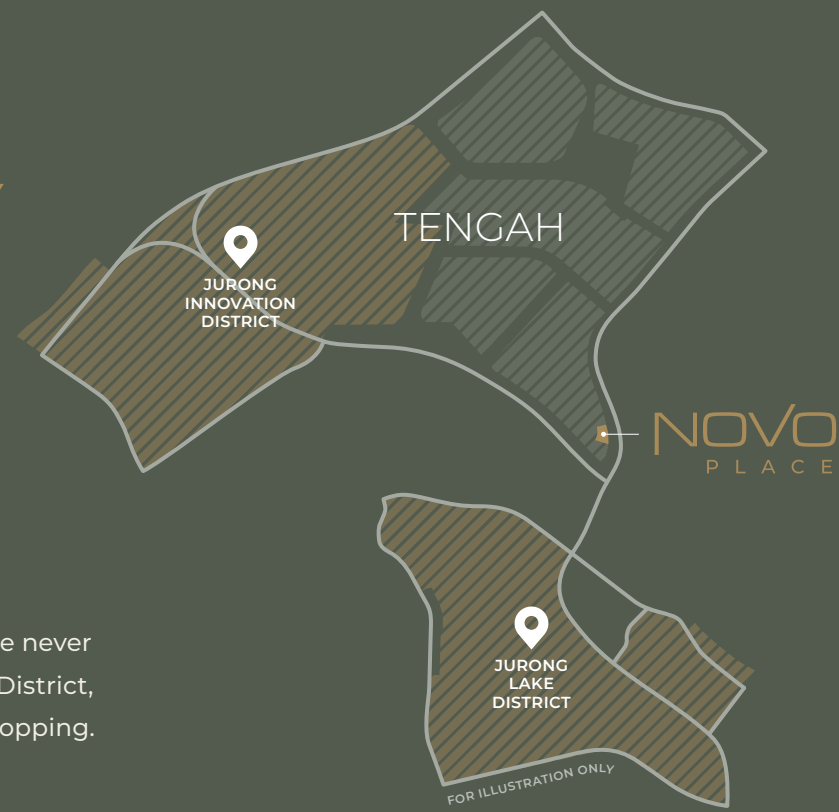 TENGAH
JURONG
INNOVATION
DISTRICT
NOVO
PLACE
e never
District,
opping.
JURONG
LAKE
DISTRICT
FOR ILLUSTRATION ONLY